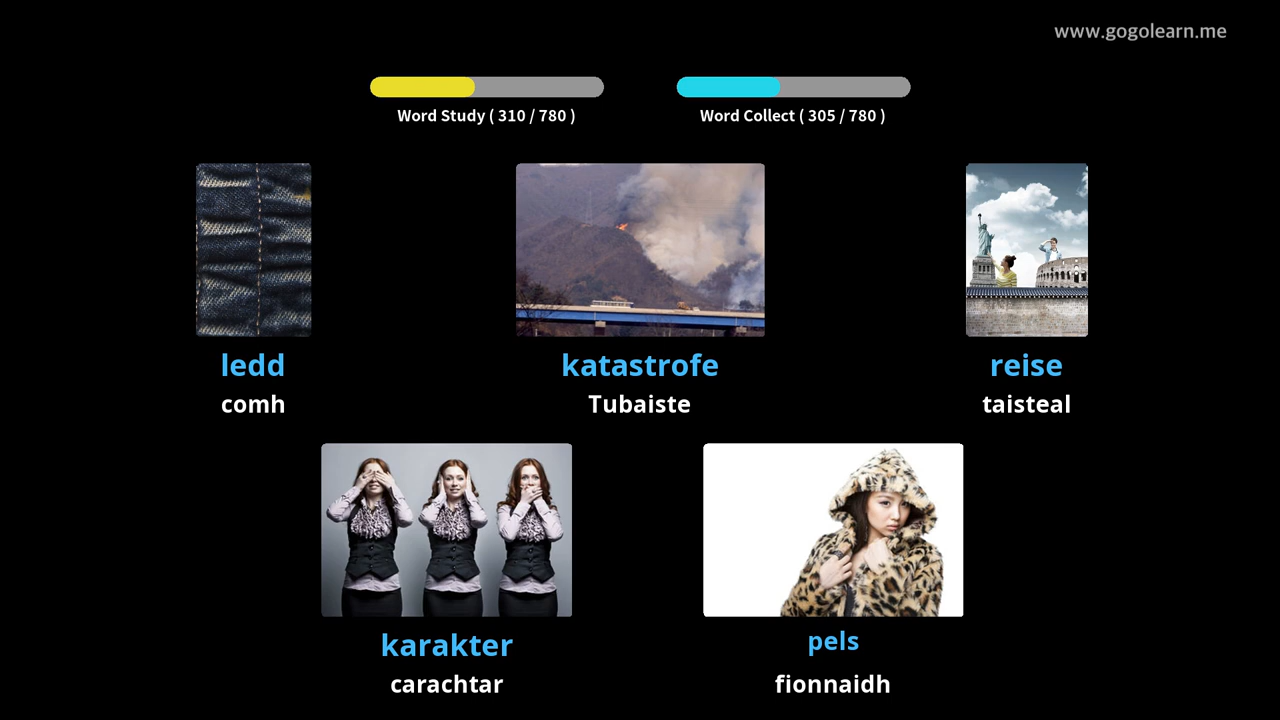 www.gogolearn.me
Word Study ( 310 / 780 )
Word Collect ( 305 / 780 )
ledd
comh
katastrofe
Tubaiste
reise
taisteal
karakter
carachtar
pels
fionnaidh